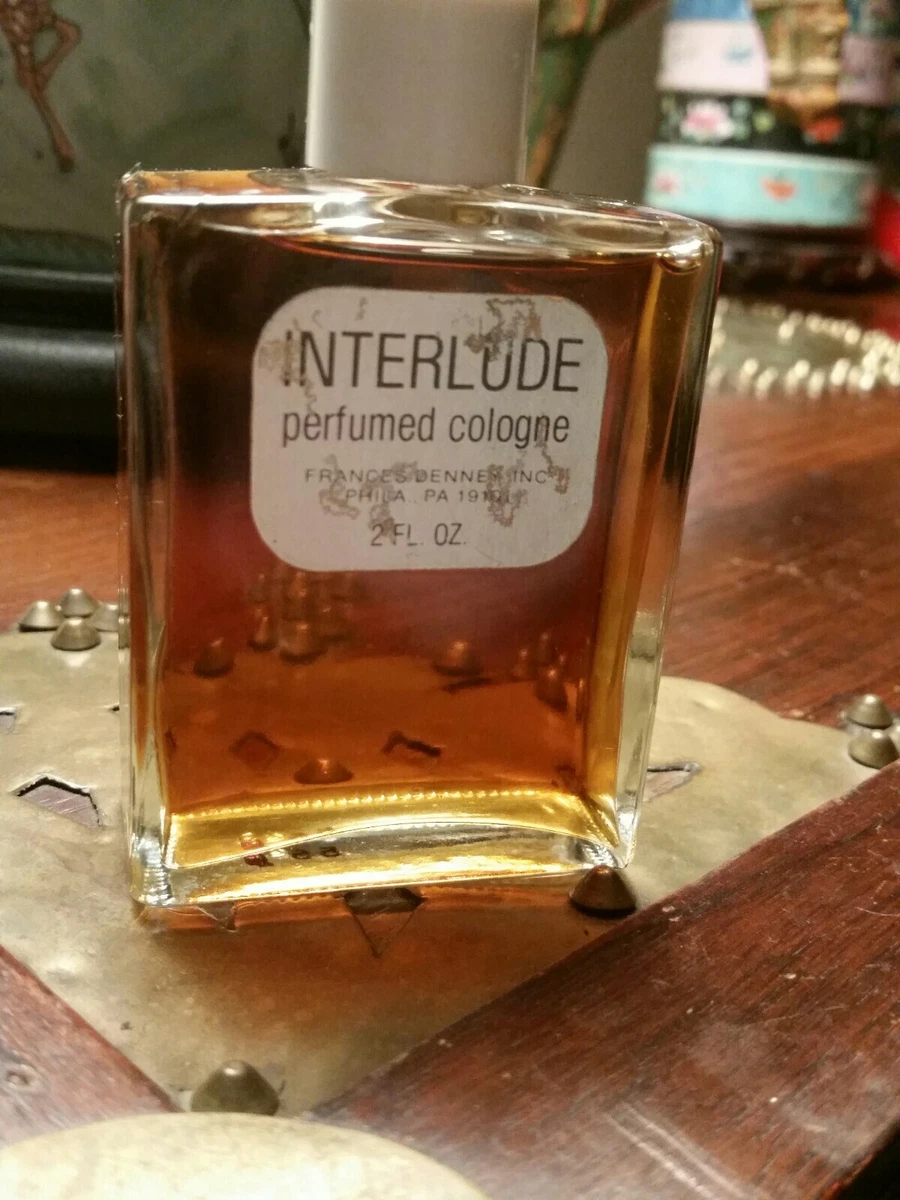 INTERLUDE
perfumed cologne
FRANCES DENNEY, INC.
PHILA., PA 19101
2 FL. OZ.